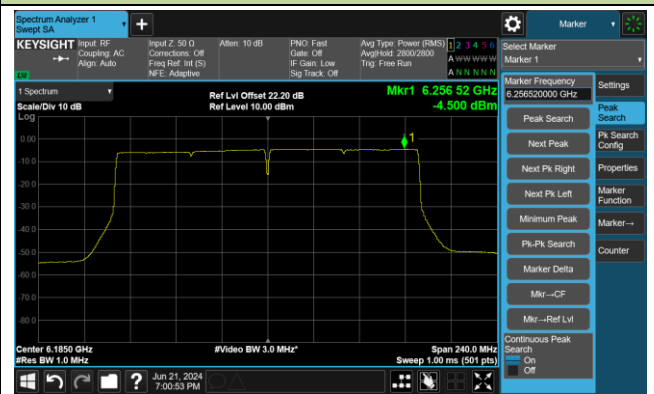 Spectrum Analyzer 1
Swept SA
+
Marker
KEYSIGHT
Input: RF
Coupling: AC
Align: Auto
Input Z: 50 Ω
Corrections: Off
Freq Ref: Int (S)
NFE: Adaptive
Atten: 10 dB
PNO: Fast
Gate: Off
IF Gain: Low
Sig Track: Off
Avg Type: Power (RMS)
Avg|Hold: 2800/2800
Trig: Free Run
1 2 3 4 5 6
A W W W W W
A N N N N N
LXI
Select Marker
Marker 1
1 Spectrum
Scale/Div 10 dB
Log
Ref Lvl Offset 22.20 dB
Ref Level 10.00 dBm
Mkr1 6.256 52 GHz
-4.500 dBm
1
0.00
-10.0
-20.0
-30.0
-40.0
-50.0
-60.0
-70.0
-80.0
Center 6.1850 GHz
#Res BW 1.0 MHz
#Video BW 3.0 MHz*
Span 240.0 MHz
Sweep 1.00 ms (501 pts)
Marker Frequency
6.256520000 GHz
Peak Search
Next Peak
Next Pk Right
Next Pk Left
Minimum Peak
Pk-Pk Search
Marker Delta
Mkr→CF
Mkr→Ref Lvl
Continuous Peak
Search
On
Off
Settings
Peak
Search
Pk Search
Config
Properties
Marker
Function
Marker→
Counter
?
Jun 21, 2024
7:00:53 PM